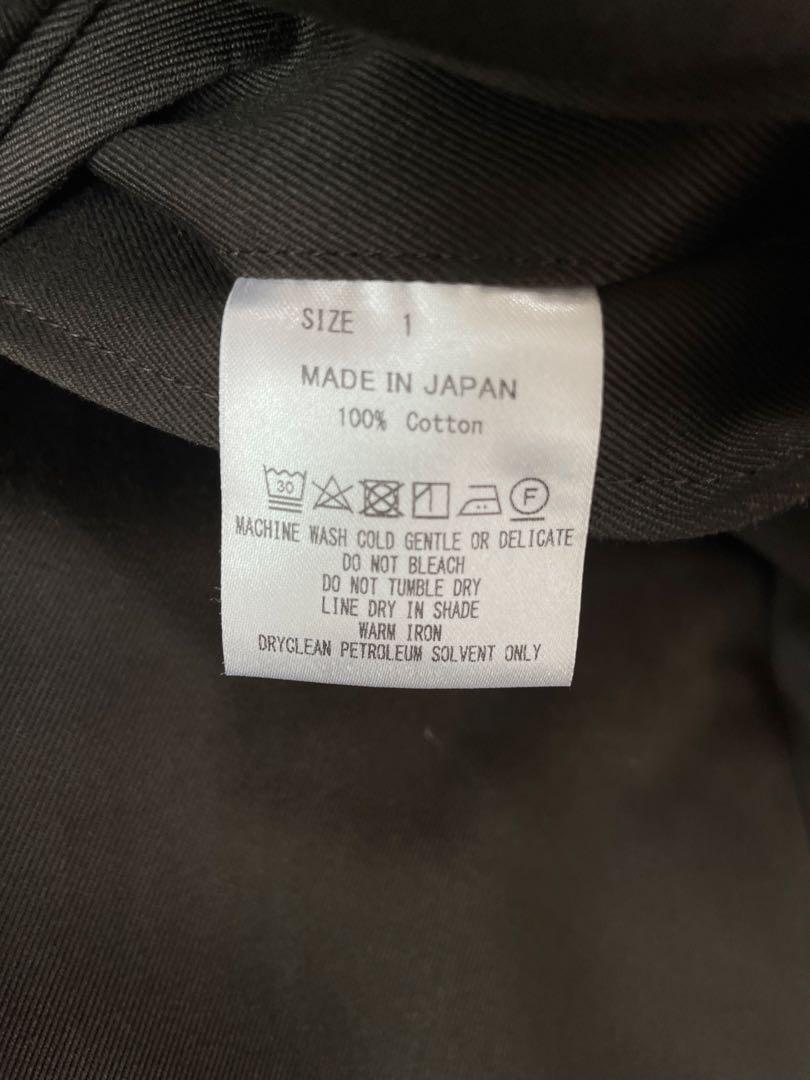 SIZE 1
MADE IN JAPAN
100% Cotton
30 F
MACHINE WASH COLD GENTLE OR DELICATE
DO NOT BLEACH
DO NOT TUMBLE DRY
LINE DRY IN SHADE
WARM IRON
DRYCLEAN PETROLEUM SOLVENT ONLY